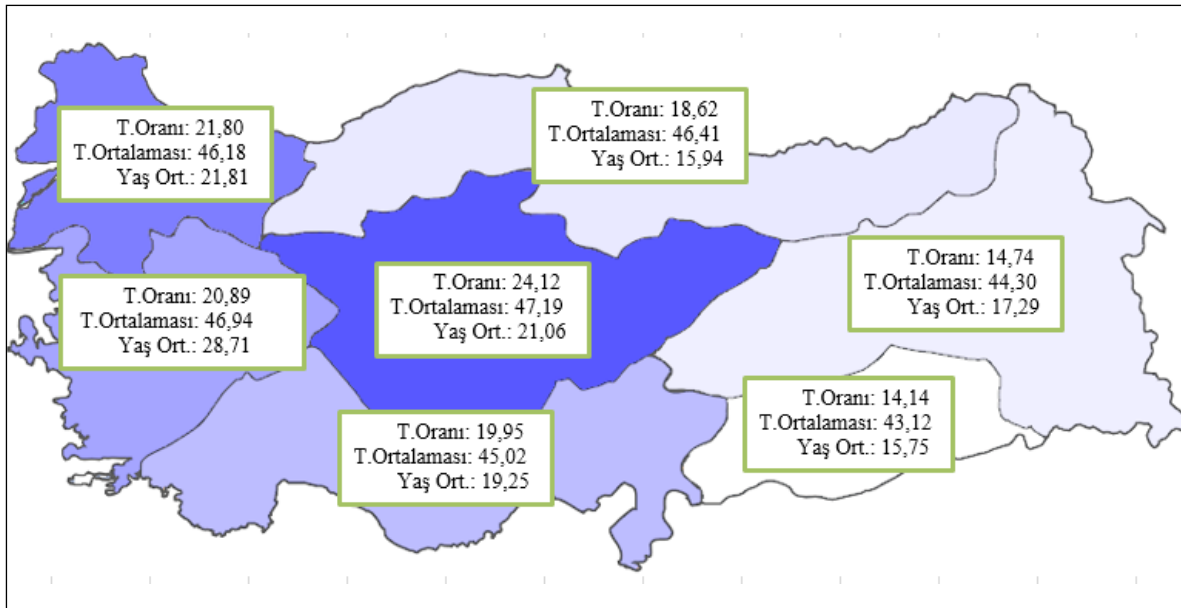 T.Oranı: 21,80
T.Ortalaması: 46,18
Yaş Ort.: 21,81
T.Oranı: 18,62
T.Ortalaması: 46,41
Yaş Ort.: 15,94
T.Oranı: 20,89
T.Ortalaması: 46,94
Yaş Ort.: 28,71
T.Oranı: 24,12
T.Ortalaması: 47,19
Yaş Ort.: 21,06
T.Oranı: 14,74
T.Ortalaması: 44,30
Yaş Ort.: 17,29
T.Oranı: 19,95
T.Ortalaması: 45,02
Yaş Ort.: 19,25
T.Oranı: 14,14
T.Ortalaması: 43,12
Yaş Ort.: 15,75